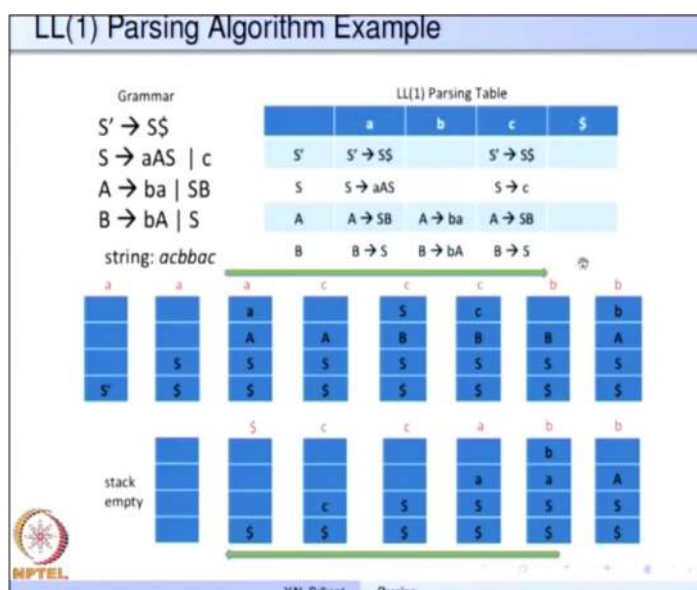 LL(1) Parsing Algorithm Example
Grammar
S' → S$
S → aAS | c
A → ba | SB
B → bA | S
string: acbbac
LL(1) Parsing Table
a b c $
S' S' → S$ S' → S$
S S → aAS S → c
A A → SB A → ba A → SB
B B → S B → bA B → S
a a a c c c b b
a S c b
A A B B B A
S S S S S S S
S' $ $ $ $ $ $ $
$ c c a b b
b
stack a a A
empty c S S S S
$ $ $ $ $ $
NPTEL
Parsing